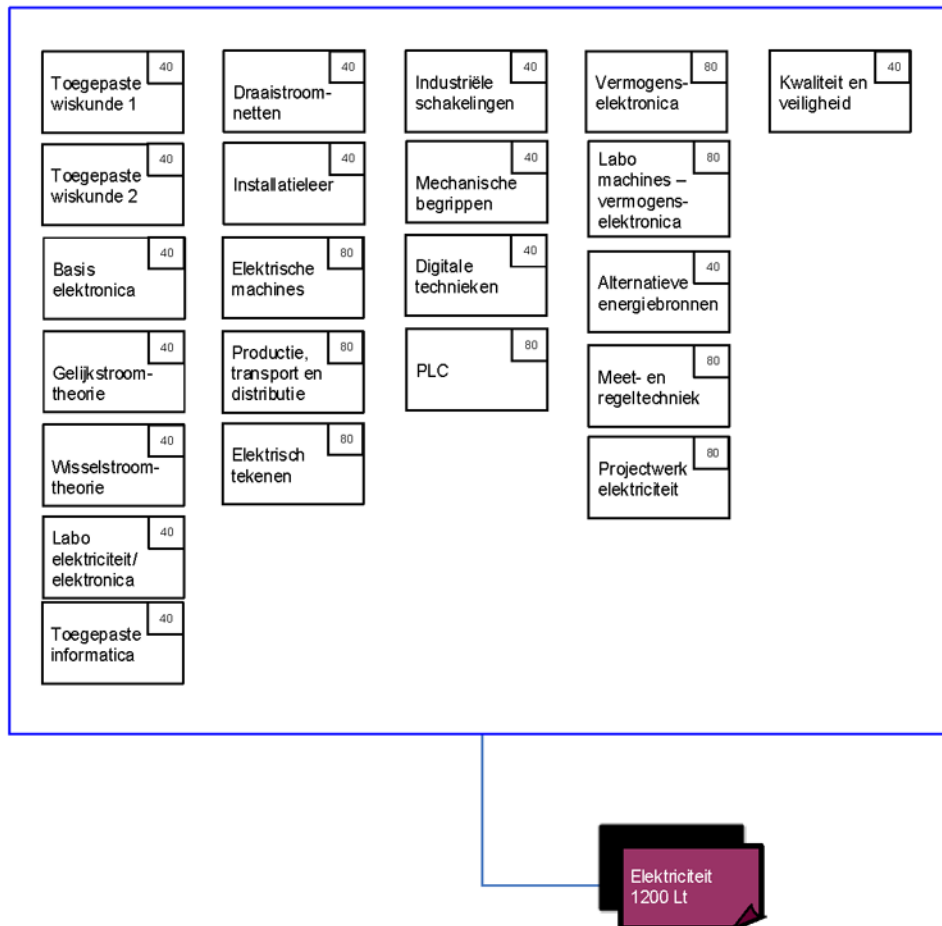 40
Toegepaste
wiskunde 1
40
Toegepaste
wiskunde 2
40
Basis
elektronica
40
Gelijkstroom-
theorie
40
Wisselstroom-
theorie
40
Labo
elektriciteit/
elektronica
40
Toegepaste
informatica
40
Draaistroom-
netten
40
Installatieleer
80
Elektrische
machines
80
Productie,
transport en
distributie
80
Elektrisch
tekenen
40
Industriële
schakelingen
40
Mechanische
begrippen
40
Digitale
technieken
80
PLC
80
Vermogens-
elektronica
80
Labo
machines –
vermogens-
elektronica
40
Alternatieve
energiebronnen
80
Meet- en
regeltechniek
80
Projectwerk
elektriciteit
40
Kwaliteit en
veiligheid
Elektriciteit
1200 Lt